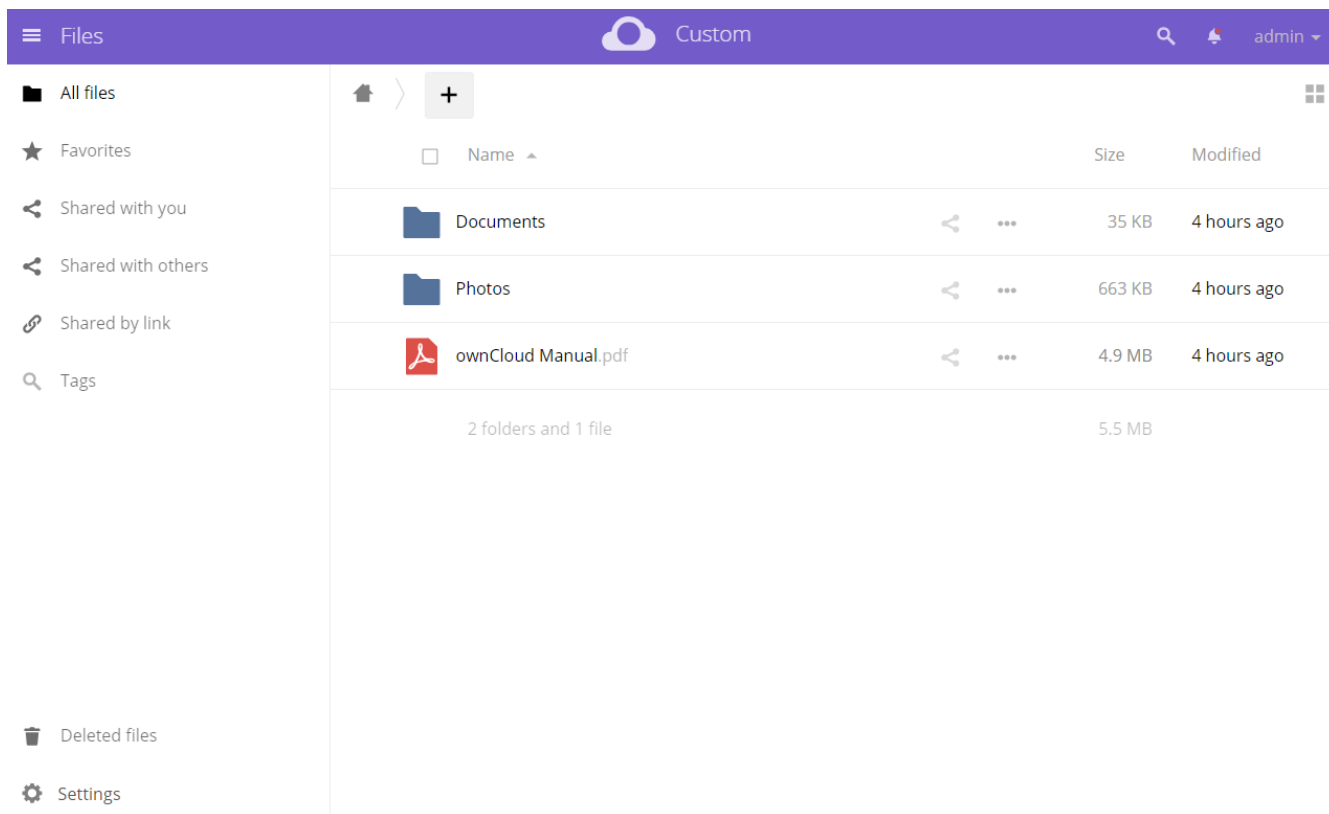 Files
Custom
admin
All files
Favorites
Shared with you
Shared with others
Shared by link
Tags
Deleted files
Settings
Name Size Modified
Documents 35 KB 4 hours ago
Photos 663 KB 4 hours ago
ownCloud Manual.pdf 4.9 MB 4 hours ago
2 folders and 1 file 5.5 MB